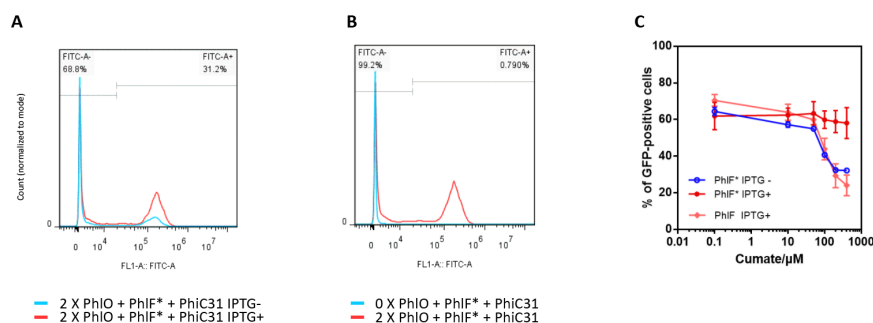 A
FITC-A-
68.8%
FITC-A+
31.2%
Count (normalized to mode)
0
0 10^4 10^5 10^6 10^7
FL1-A:: FITC-A
2 X PhlO + PhlF* + PhiC31 IPTG-
2 X PhlO + PhlF* + PhiC31 IPTG+
B
FITC-A-
99.2%
FITC-A+
0.790%
0
0 10^4 10^5 10^6 10^7
FL1-A:: FITC-A
0 X PhlO + PhlF* + PhiC31
2 X PhlO + PhlF* + PhiC31
C
% of GFP-positive cells
100
80
60
40
20
0
PhlF* IPTG -
PhlF* IPTG+
PhlF IPTG+
0.01 0.1 1 10 100 1000
Cumate/μM